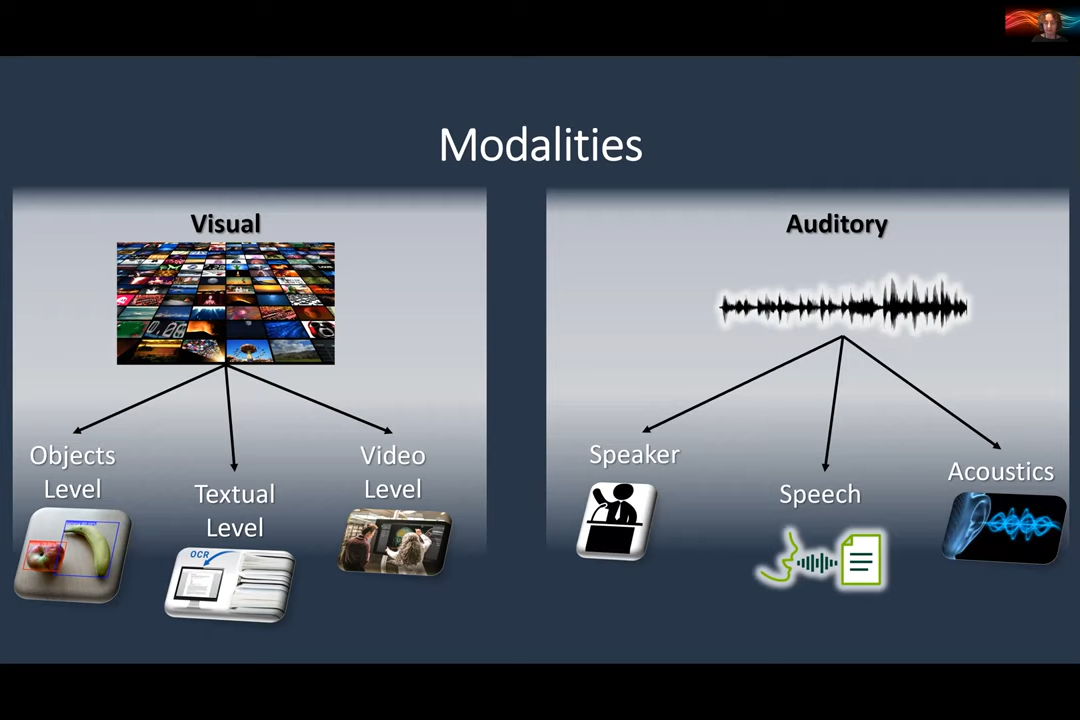 Modalities
Visual
Objects
Level
Textual
Level
OCR
Video
Level
Auditory
Speaker
Speech
Acoustics